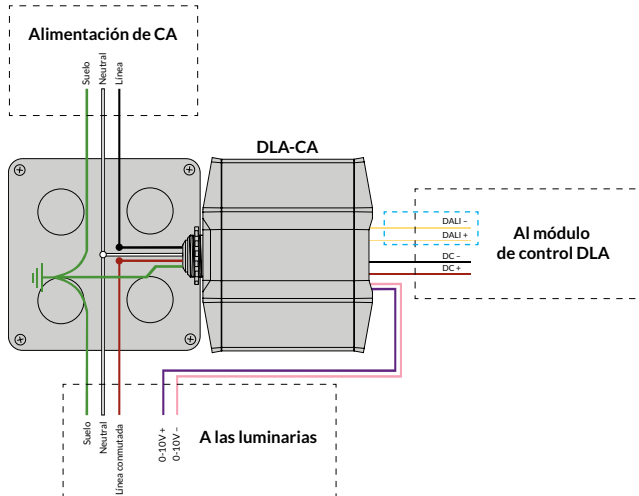 Alimentación de CA
Suelo
Neutral
Línea
DLA-CA
DALI –
DALI +
DC –
DC +
Al módulo
de control DLA
Suelo
Neutral
Línea conmutada
0-10V +
0-10V –
A las luminarias